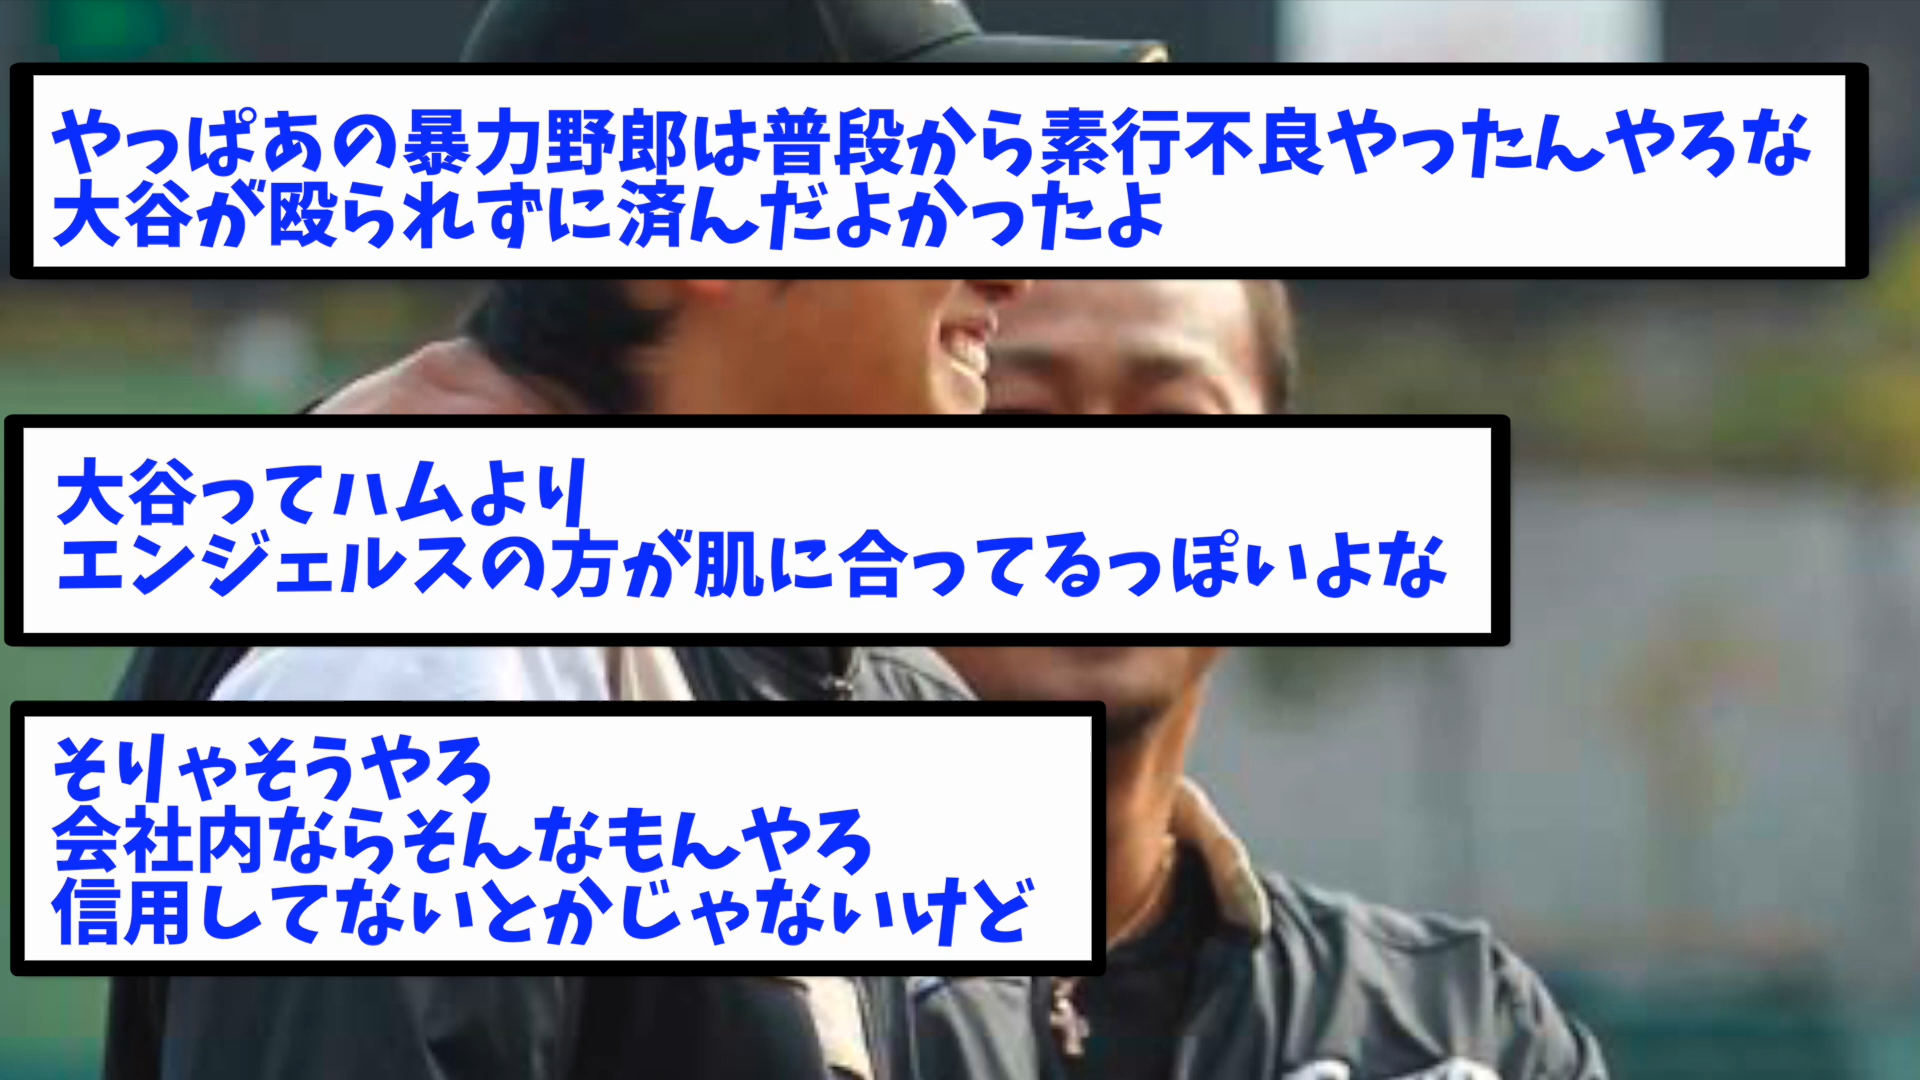 やっぱあの暴力野郎は普段から素行不良やったんやろな
大谷が殴られずに済んだよかったよ
大谷ってハムより
エンジェルスの方が肌に合ってるっぽいよな
そりゃそうやろ
会社内ならそんなもんやろ
信用してないとかじゃないけど